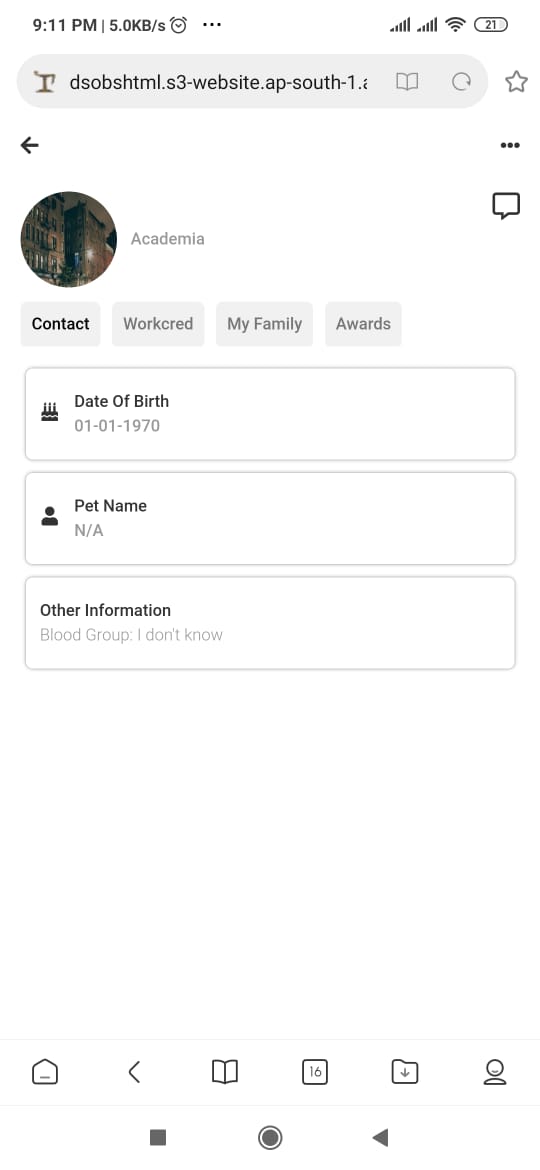 9:11 PM | 5.0KB/s
21
dsobshtml.s3-website.ap-south-1.a
Academia
Contact Workcred My Family Awards
Date Of Birth
01-01-1970
Pet Name
N/A
Other Information
Blood Group: I don't know
16